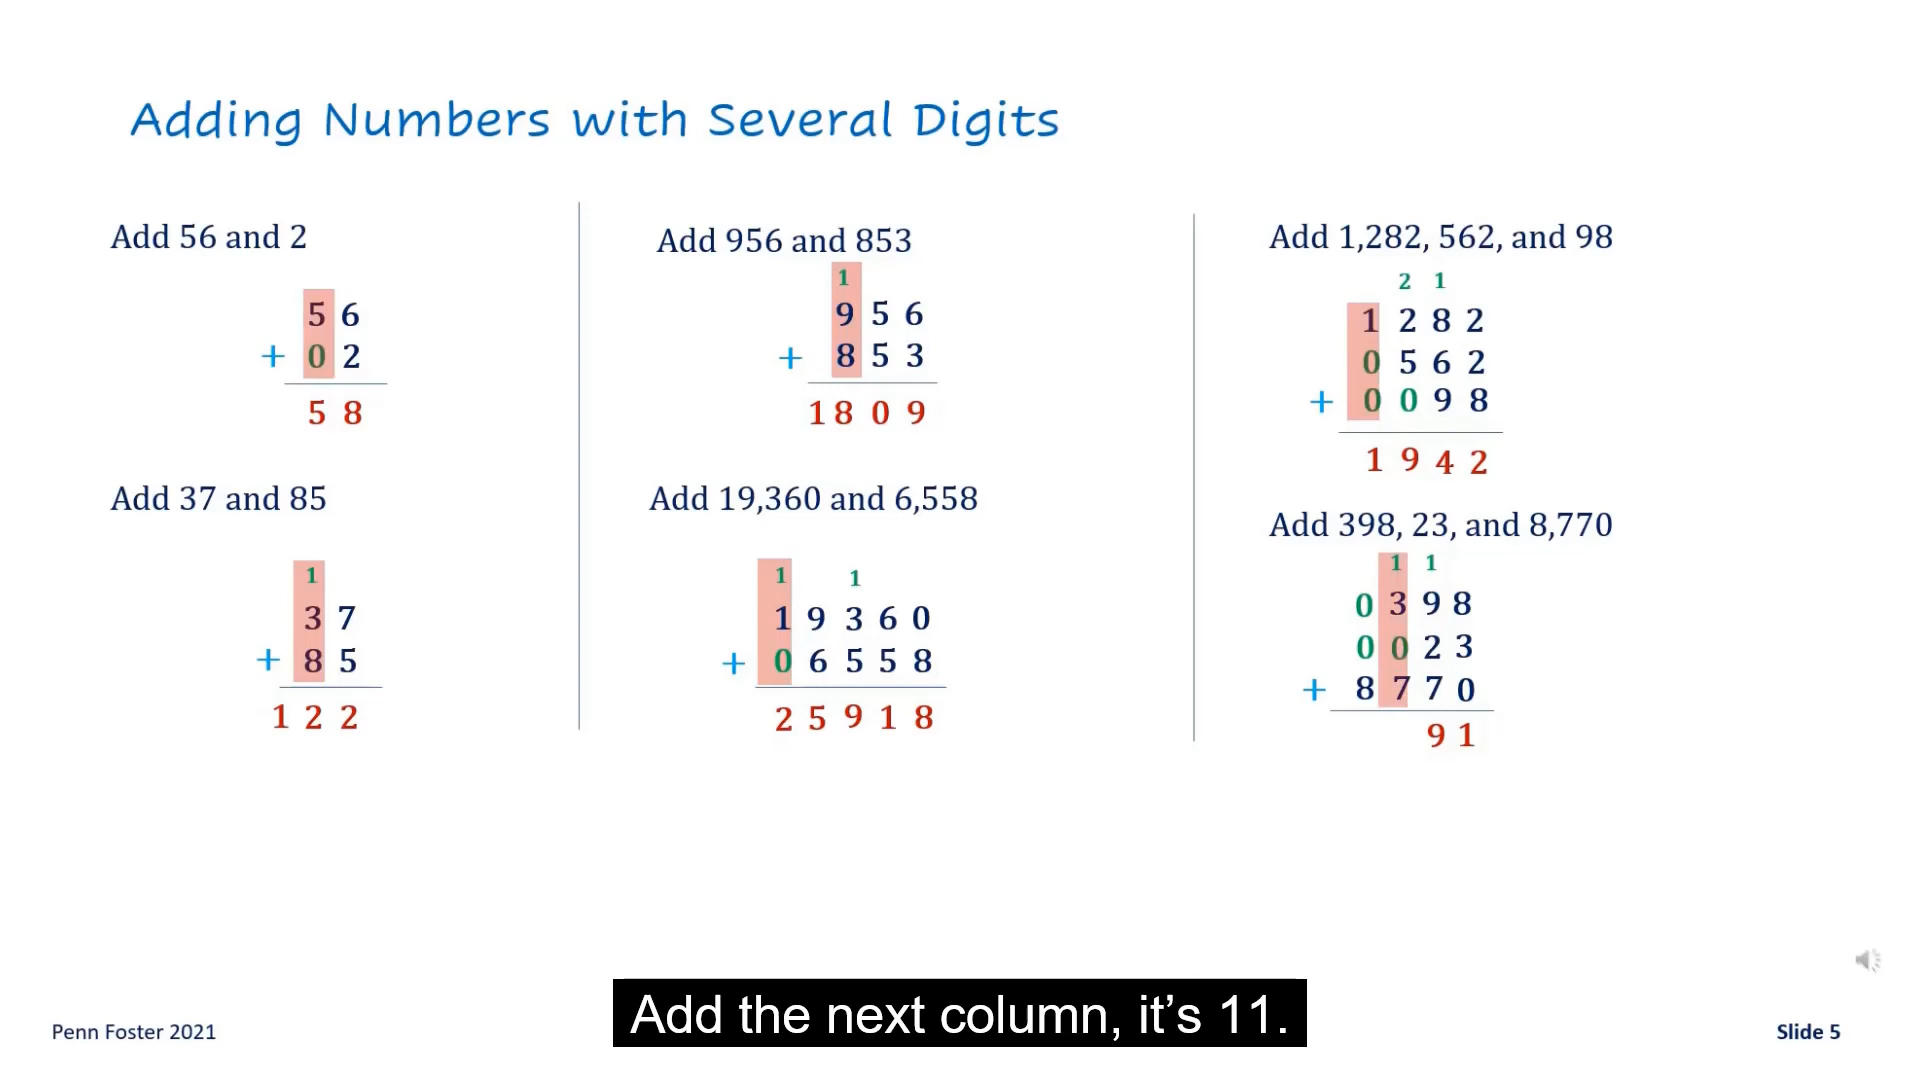 Adding Numbers with Several Digits
Add 56 and 2
5 6
+ 0 2
5 8
Add 37 and 85
1
3 7
+ 8 5
1 2 2
Add 956 and 853
1
9 5 6
+ 8 5 3
1 8 0 9
Add 19,360 and 6,558
1 1
1 9 3 6 0
+ 0 6 5 5 8
2 5 9 1 8
Add 1,282, 562, and 98
2 1
1 2 8 2
0 5 6 2
+ 0 0 9 8
1 9 4 2
Add 398, 23, and 8,770
1 1
0 3 9 8
0 0 2 3
+ 8 7 7 0
9 1
Add the next column, it's 11.
Penn Foster 2021
Slide 5